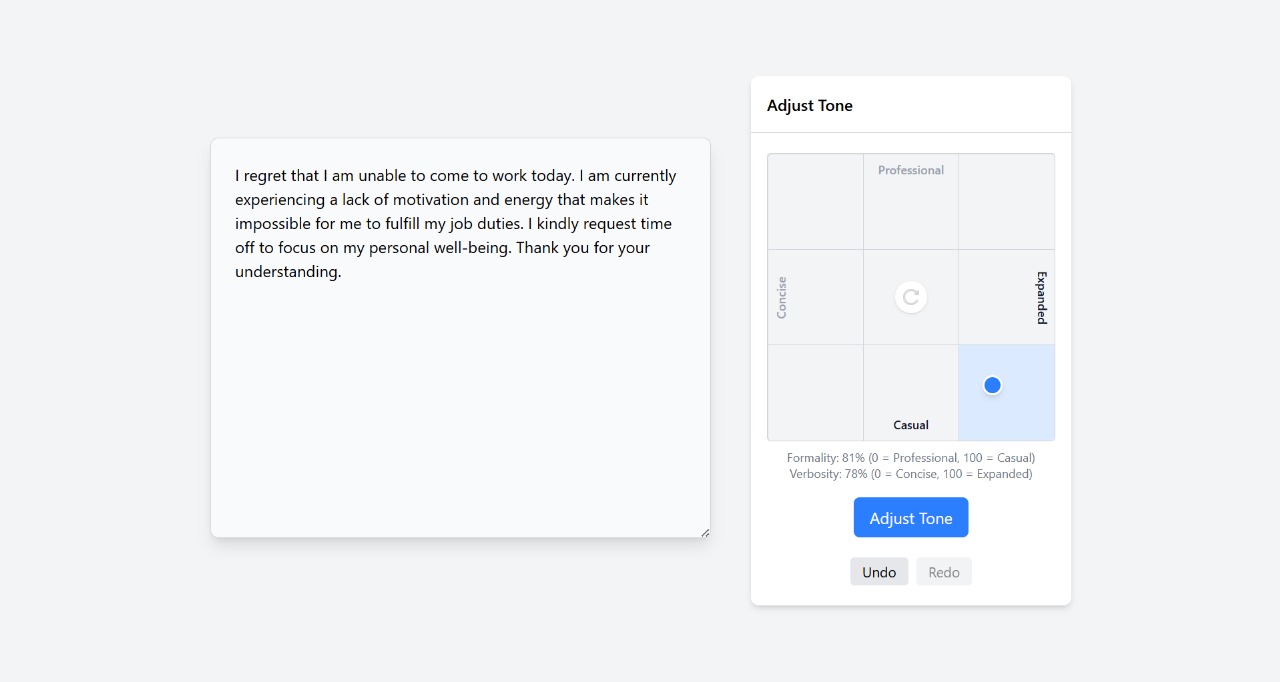 I regret that I am unable to come to work today. I am currently
experiencing a lack of motivation and energy that makes it
impossible for me to fulfill my job duties. I kindly request time
off to focus on my personal well-being. Thank you for your
understanding.
Adjust Tone
Professional
Concise
Expanded
Casual
Formality: 81% (0 = Professional, 100 = Casual)
Verbosity: 78% (0 = Concise, 100 = Expanded)
Adjust Tone
Undo
Redo